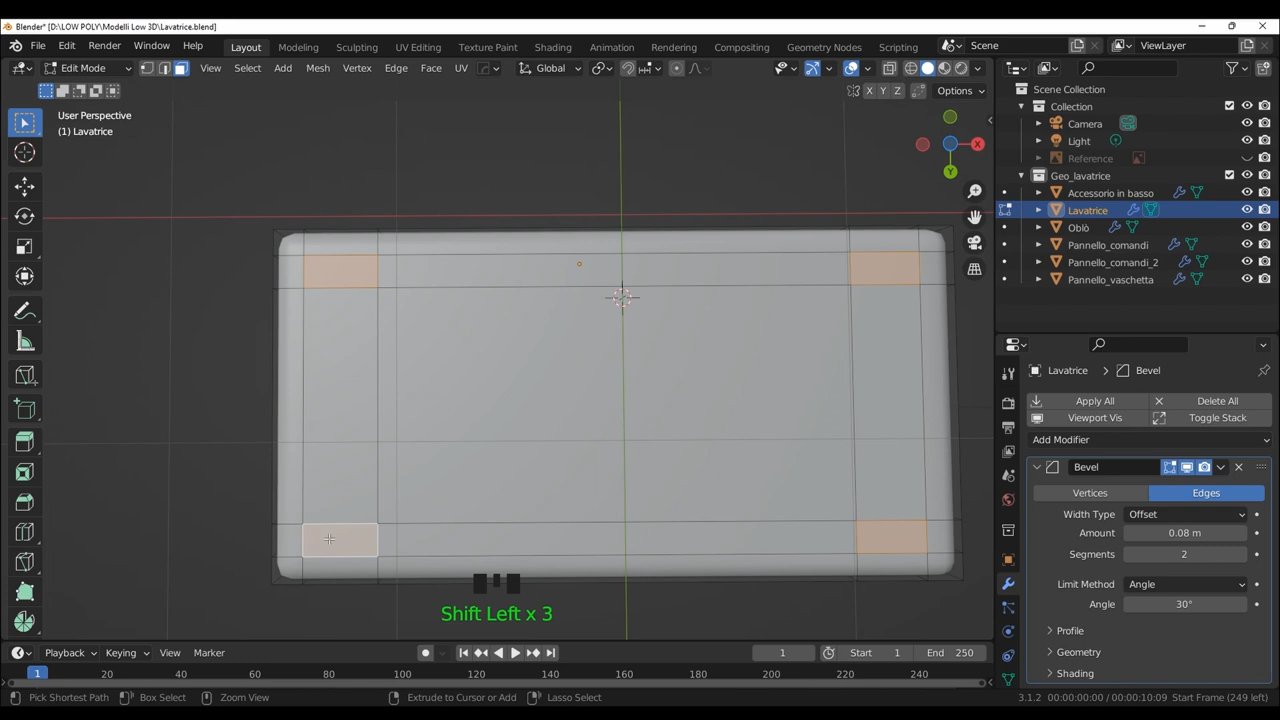 Blender* [D:\LOW POLY\Modelli Low 3D\Lavatrice.blend]
File Edit Render Window Help Layout Modeling Sculpting UV Editing Texture Paint Shading Animation Rendering Compositing Geometry Nodes Scripting Scene ViewLayer
Edit Mode View Select Add Mesh Vertex Edge Face UV Global
X Y Z Options
User Perspective
(1) Lavatrice
X
Y
Scene Collection
Collection
Camera
Light
Reference
Geo_lavatrice
Accessorio in basso
Lavatrice
Oblò
Pannello_comandi
Pannello_comandi_2
Pannello_vaschetta
Lavatrice > Bevel
Apply All Delete All
Viewport Vis Toggle Stack
Add Modifier
Bevel
Vertices Edges
Width Type Offset
Amount 0.08 m
Segments 2
Limit Method Angle
Angle 30°
Profile
Geometry
Shading
Shift Left x 3
Playback Keying View Marker 1 Start 1 End 250
1 20 40 60 80 100 120 140 160 180 200 220 240
Pick Shortest Path Box Select Zoom View Extrude to Cursor or Add Lasso Select 3.1.2 00:00:00:00 / 00:00:10:09 Start Frame (249 left)